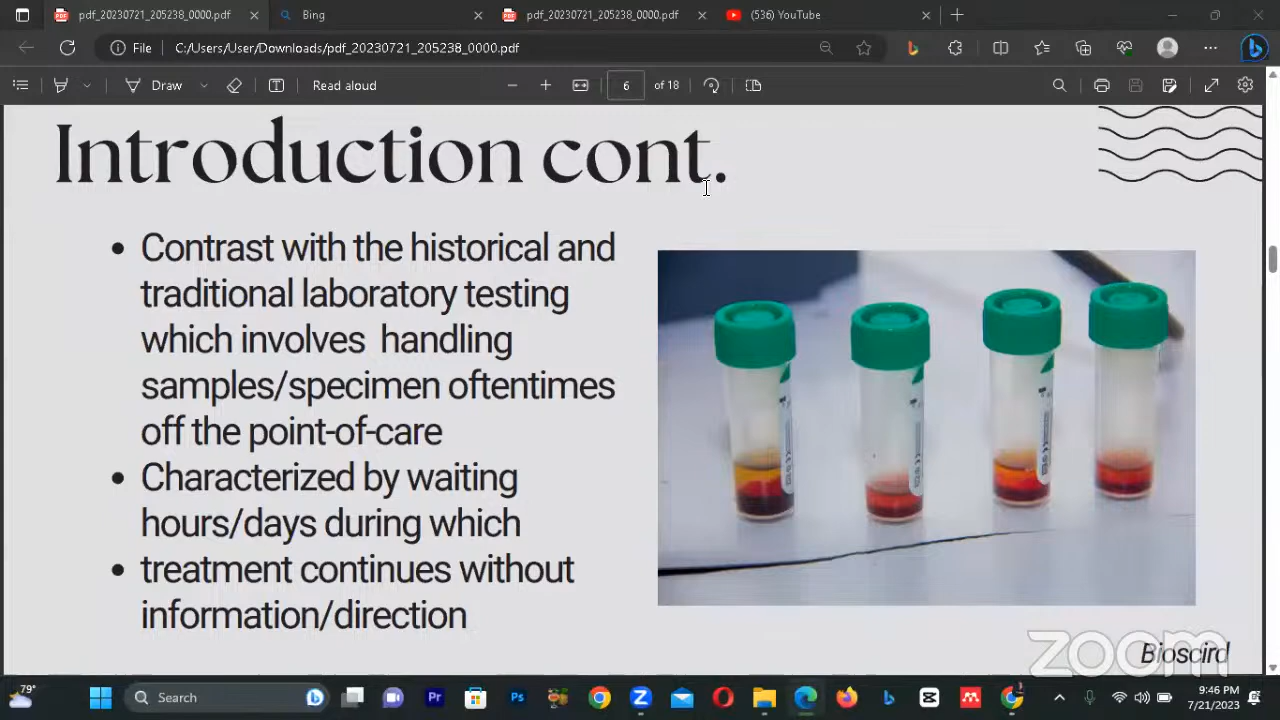 pdf_20230721_205238_0000.pdf
Bing
pdf_20230721_205238_0000.pdf
(516) YouTube
File
C:/Users/User/Downloads/pdf_20230721_205238_0000.pdf
Draw
Read aloud
6
of 18
Introduction cont.
Contrast with the historical and
traditional laboratory testing
which involves handling
samples/specimen oftentimes
off the point-of-care
Characterized by waiting
hours/days during which
treatment continues without
information/direction
zoom
Bioscird
79°
Search
9:46 PM
7/21/2023